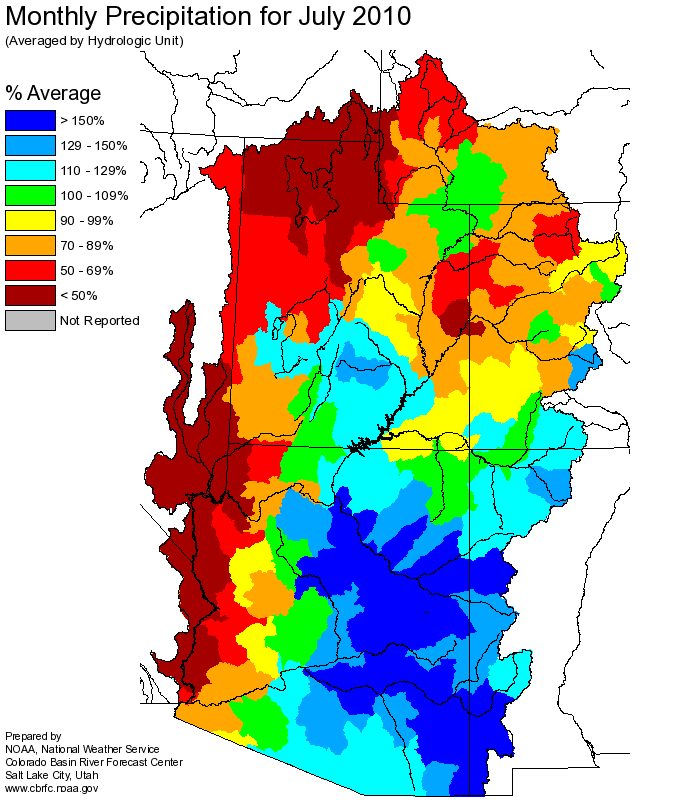 Monthly Precipitation for July 2010
(Averaged by Hydrologic Unit)
% Average
> 150%
129 - 150%
110 - 129%
100 - 109%
90 - 99%
70 - 89%
50 - 69%
< 50%
Not Reported
Prepared by
NOAA, National Weather Service
Colorado Basin River Forecast Center
Salt Lake City, Utah
www.cbrfc.noaa.gov